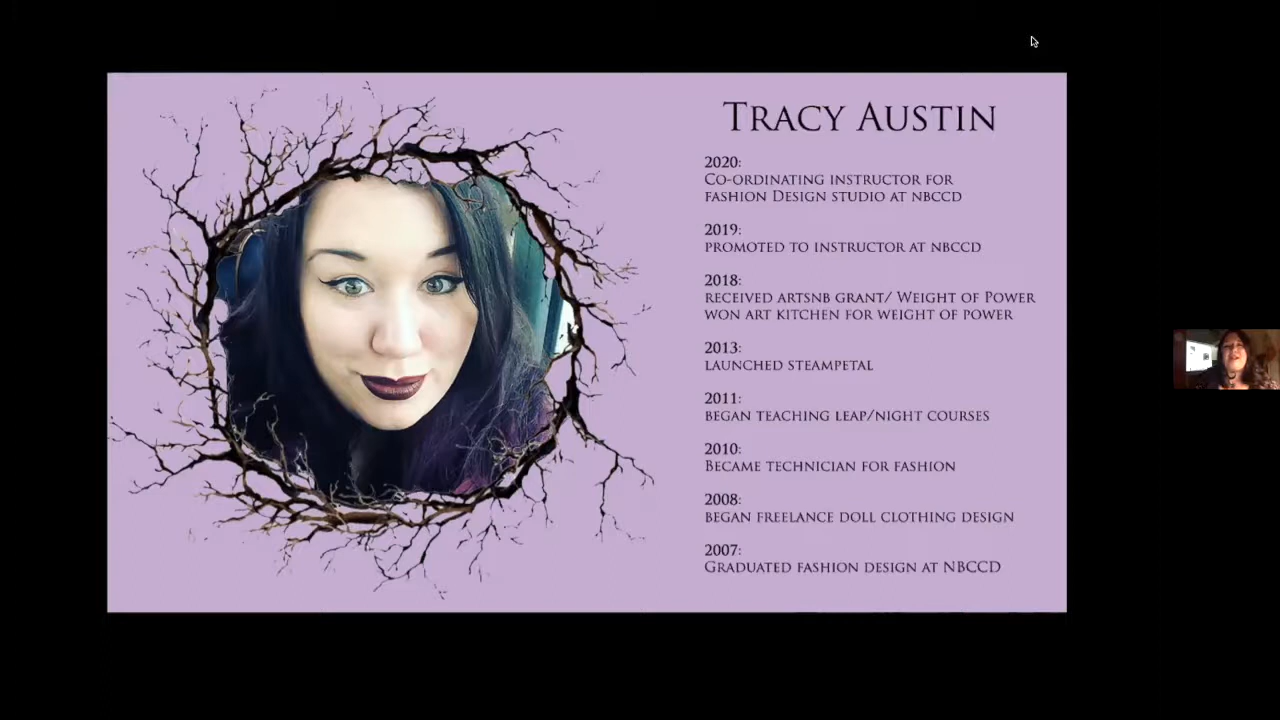 Tracy Austin
2020:
Co-ordinating instructor for
fashion Design studio at nbccd
2019:
promoted to instructor at nbccd
2018:
received artsnb grant/ Weight of Power
won art kitchen for weight of power
2013:
launched steampetal
2011:
began teaching leap/night courses
2010:
Became technician for fashion
2008:
began freelance doll clothing design
2007:
Graduated fashion design at NBCCD